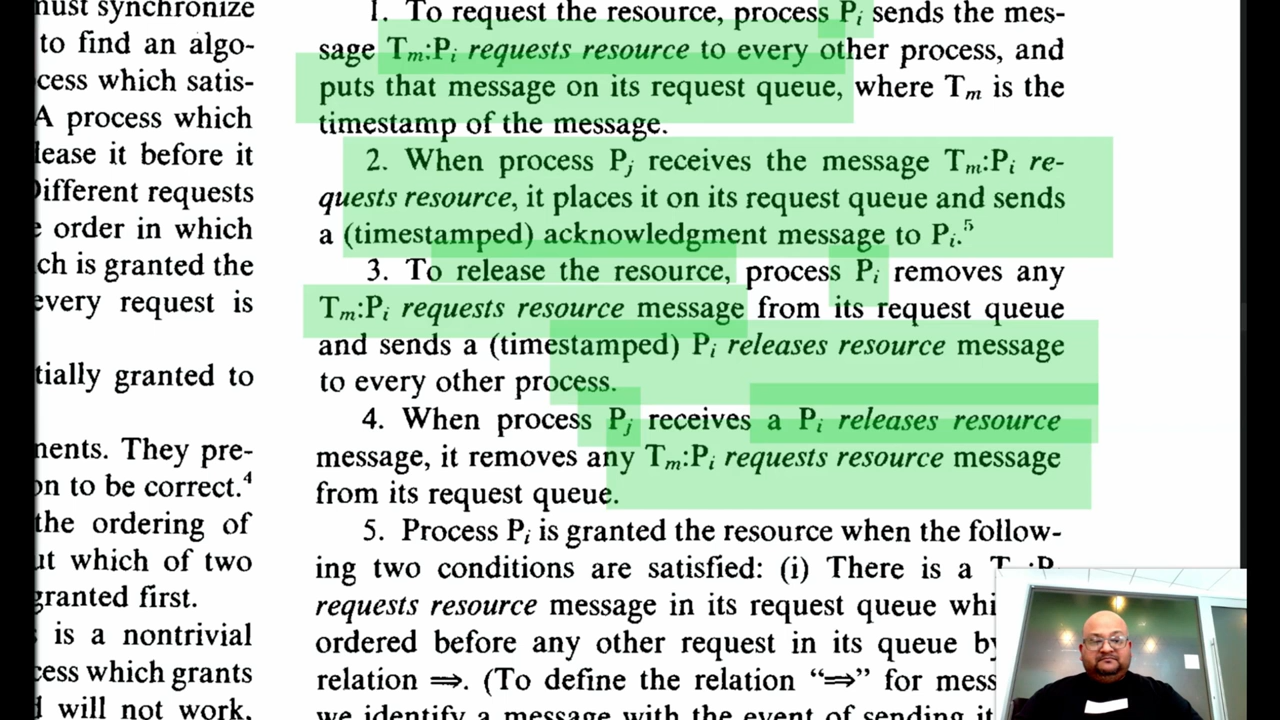 must synchronize
to find an algo-
cess which satis-
A process which
lease it before it
Different requests
e order in which
ch is granted the
every request is
tially granted to
ments. They pre-
on to be correct.⁴
the ordering of
ut which of two
granted first.
is a nontrivial
cess which grants
will not work,
1. To request the resource, process Pᵢ sends the mes-
sage Tₘ:Pᵢ requests resource to every other process, and
puts that message on its request queue, where Tₘ is the
timestamp of the message.
2. When process Pⱼ receives the message Tₘ:Pᵢ re-
quests resource, it places it on its request queue and sends
a (timestamped) acknowledgment message to Pᵢ.⁵
3. To release the resource, process Pᵢ removes any
Tₘ:Pᵢ requests resource message from its request queue
and sends a (timestamped) Pᵢ releases resource message
to every other process.
4. When process Pⱼ receives a Pᵢ releases resource
message, it removes any Tₘ:Pᵢ requests resource message
from its request queue.
5. Process Pᵢ is granted the resource when the follow-
ing two conditions are satisfied: (i) There is a
requests resource message in its request queue whi
ordered before any other request in its queue by
relation ⇒. (To define the relation “⇒” for mess
we identify a message with the event of sending it